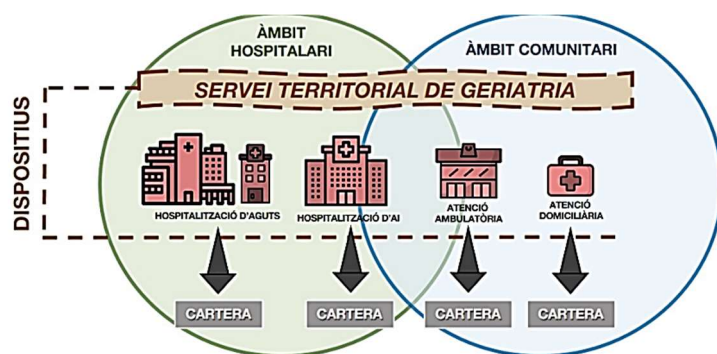 ÀMBIT
HOSPITALARI
ÀMBIT COMUNITARI
SERVEI TERRITORIAL DE GERIATRIA
DISPOSITIUS
HOSPITALITZACIÓ D'AGUTS
HOSPITALITZACIÓ D'AI
ATENCIÓ
AMBULATÒRIA
ATENCIÓ
DOMICILIÀRIA
CARTERA
CARTERA
CARTERA
CARTERA